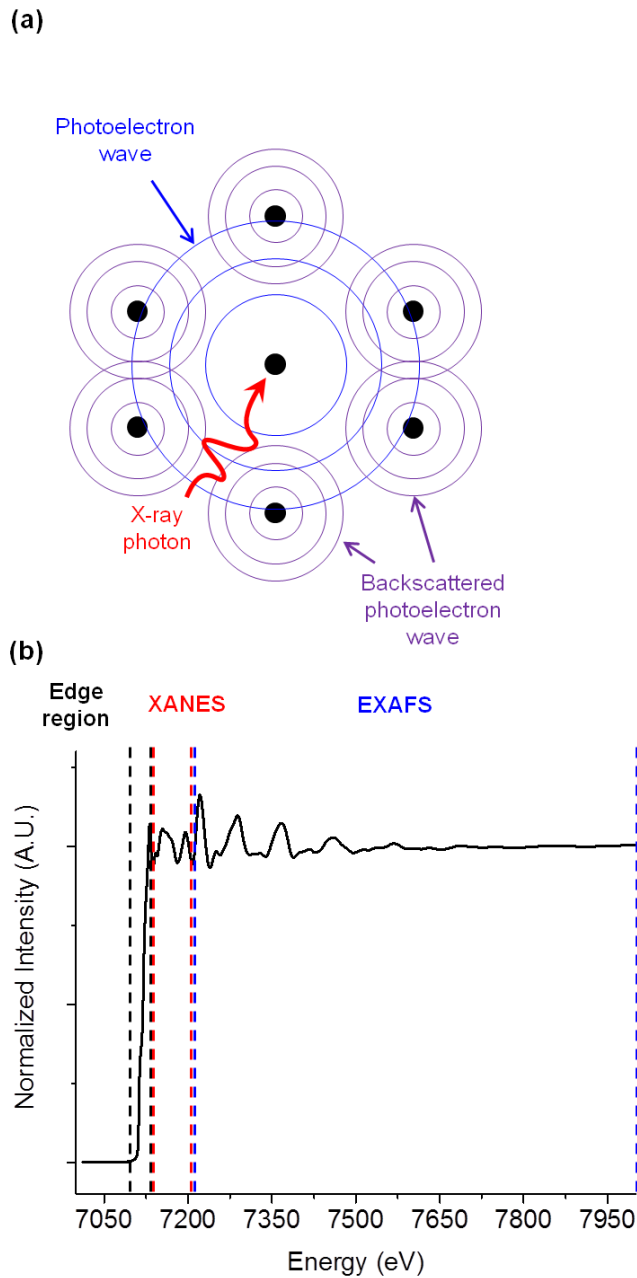 (a)
Photoelectron
wave
X-ray
photon
Backscattered
photoelectron
wave
(b)
Edge
region
XANES
EXAFS
Normalized Intensity (A.U.)
7050 7200 7350 7500 7650 7800 7950
Energy (eV)